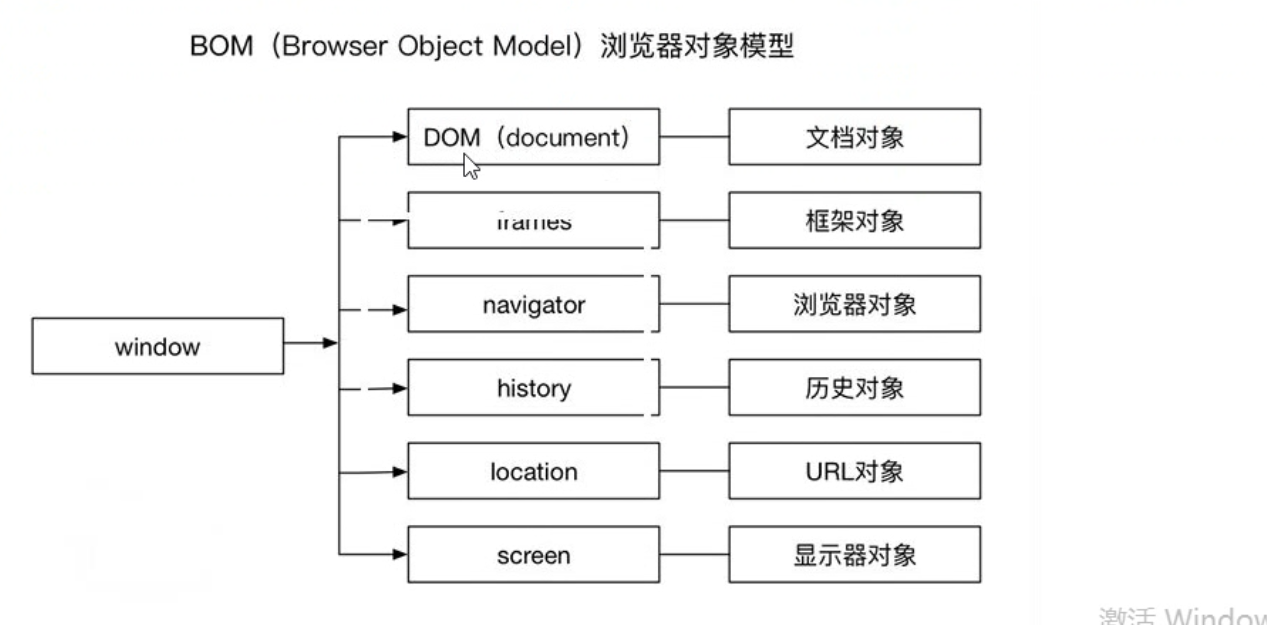 BOM（Browser Object Model）浏览器对象模型
DOM（document） 文档对象
frames 框架对象
navigator 浏览器对象
window
history 历史对象
location URL对象
screen 显示器对象
激活 Window